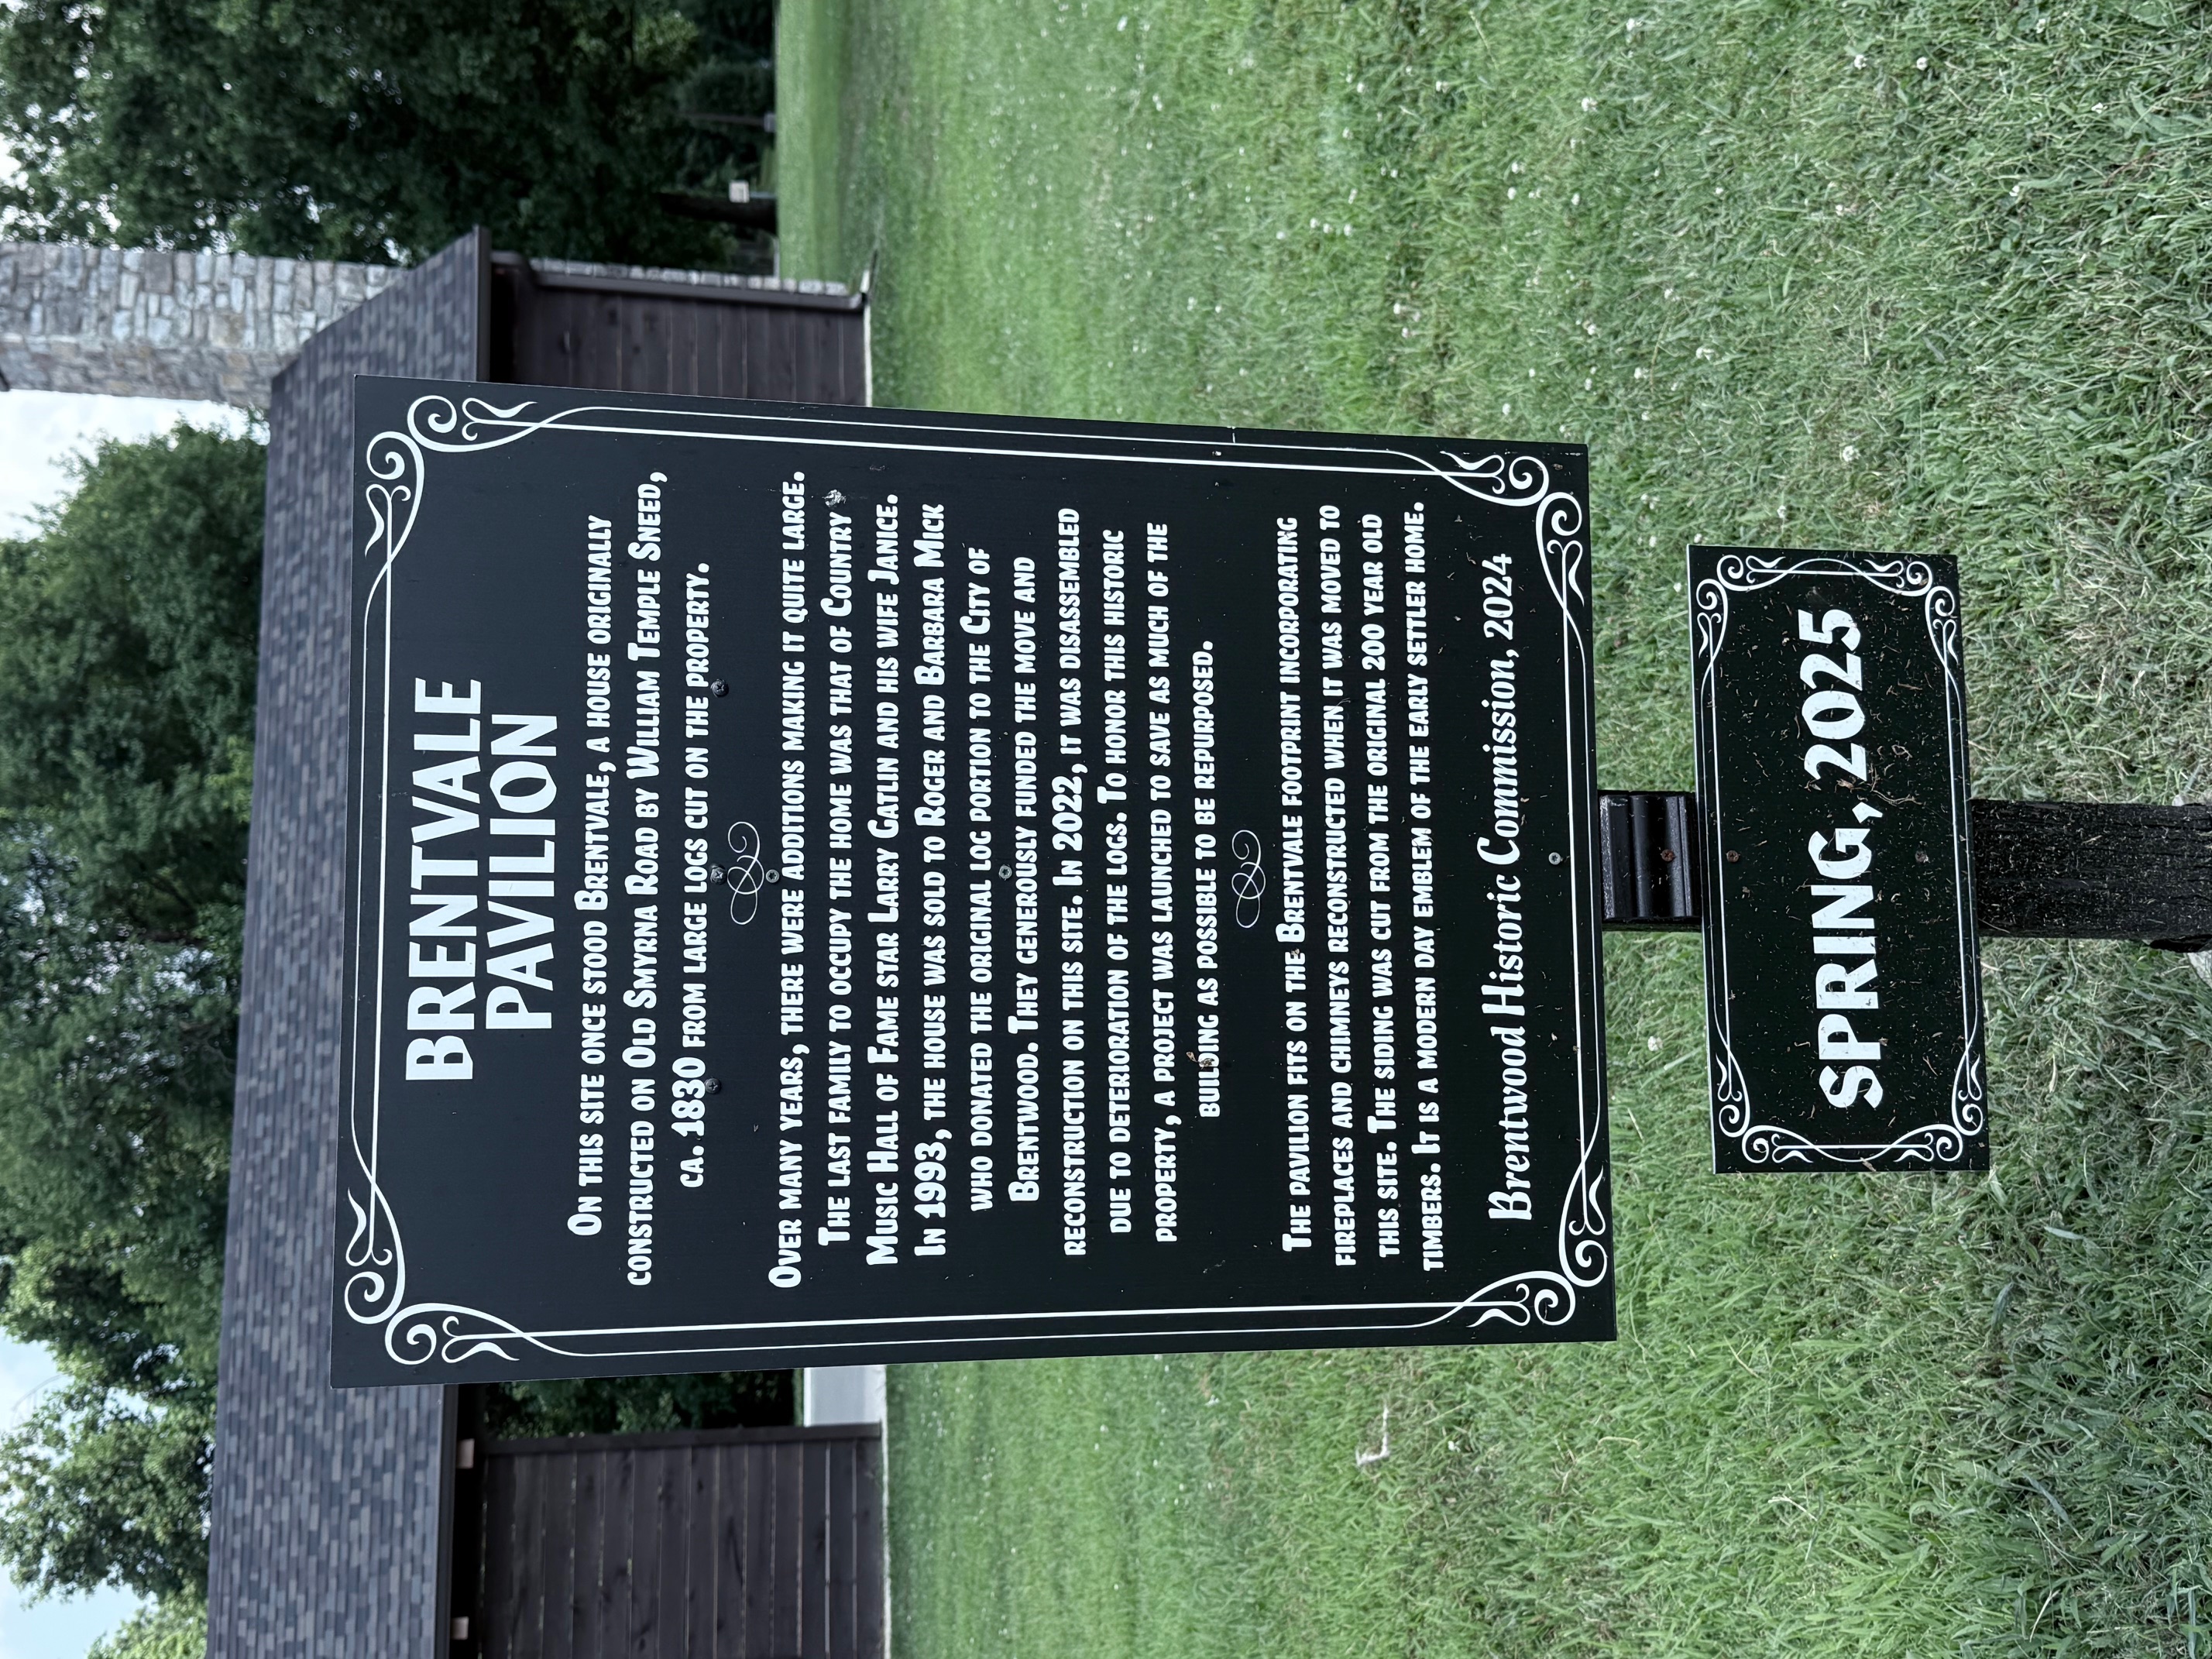 BRENTVALE
PAVILION
On this site once stood Brentvale, a house originally
constructed on Old Smyrna Road by William Temple Sneed,
ca. 1830 from large logs cut on the property.
Over many years, there were additions making it quite large.
The last family to occupy the home was that of Country
Music Hall of Fame star Larry Gatlin and his wife Janice.
In 1993, the house was sold to Roger and Barbara Mick
who donated the original log portion to the City of
Brentwood. They generously funded the move and
reconstruction on this site. In 2022, it was disassembled
due to deterioration of the logs. To honor this historic
property, a project was launched to save as much of the
building as possible to be repurposed.
The pavilion fits on the Brentvale footprint incorporating
fireplaces and chimneys reconstructed when it was moved to
this site. The siding was cut from the original 200 year old
timbers. It is a modern day emblem of the early settler home.
Brentwood Historic Commission, 2024
SPRING, 2025